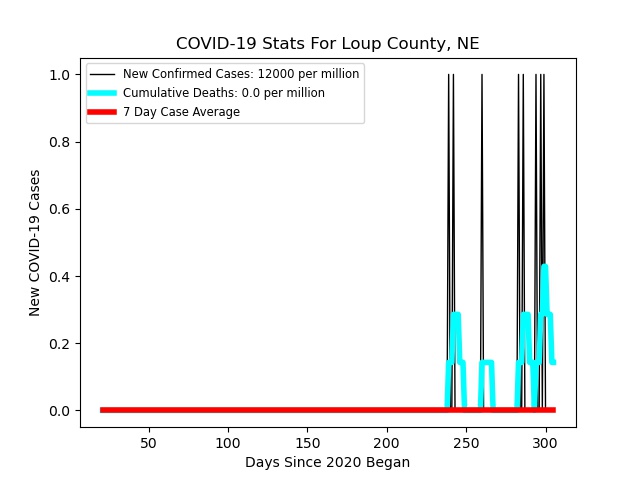 COVID-19 Stats For Loup County, NE
New Confirmed Cases: 12000 per million
Cumulative Deaths: 0.0 per million
7 Day Case Average
New COVID-19 Cases
1.0
0.8
0.6
0.4
0.2
0.0
50 100 150 200 250 300
Days Since 2020 Began